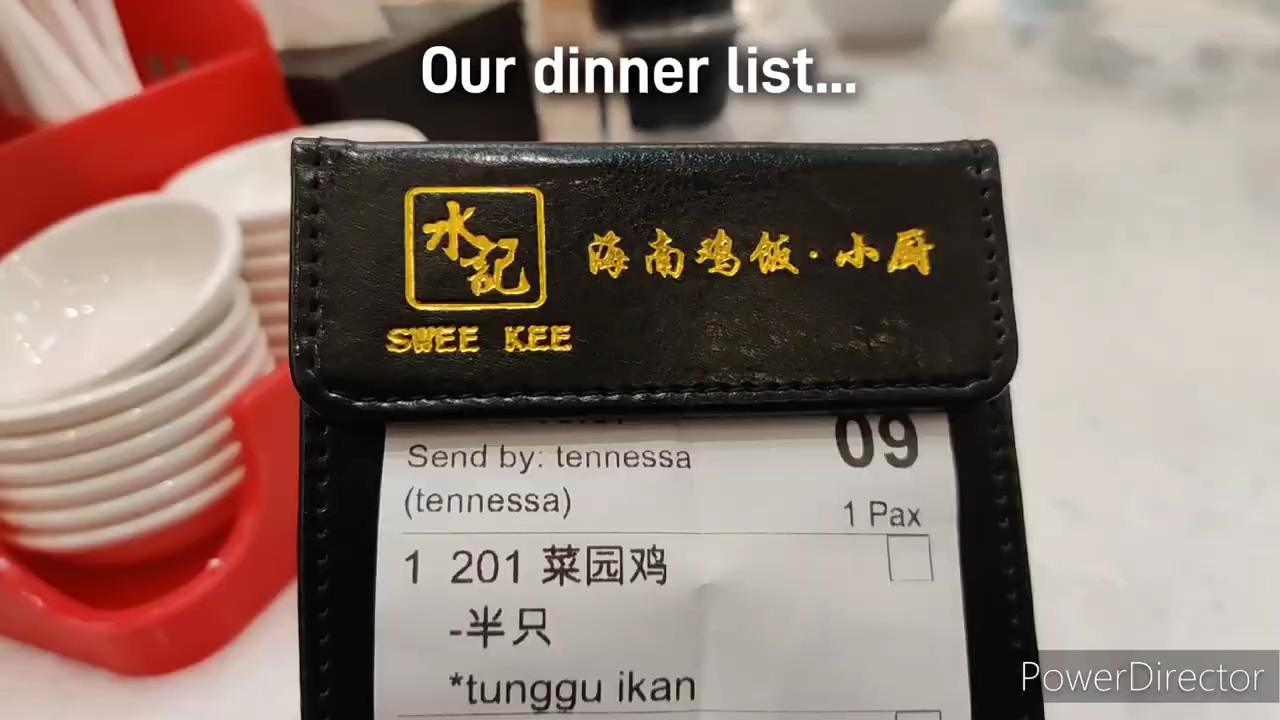 Our dinner list...
水記
海南鸡饭·小厨
SWEE KEE
09
Send by: tennessa
(tennessa)
1 Pax
1 201 菜园鸡
-半只
*tunggu ikan
PowerDirector